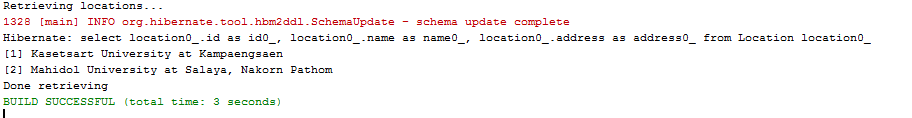 Retrieving locations...
1328 [main] INFO org.hibernate.tool.hbm2ddl.SchemaUpdate - schema update complete
Hibernate: select location0_.id as id0_, location0_.name as name0_, location0_.address as address0_ from Location location0_
[1] Kasetsart University at Kampaengsaen
[2] Mahidol University at Salaya, Nakorn Pathom
Done retrieving
BUILD SUCCESSFUL (total time: 3 seconds)